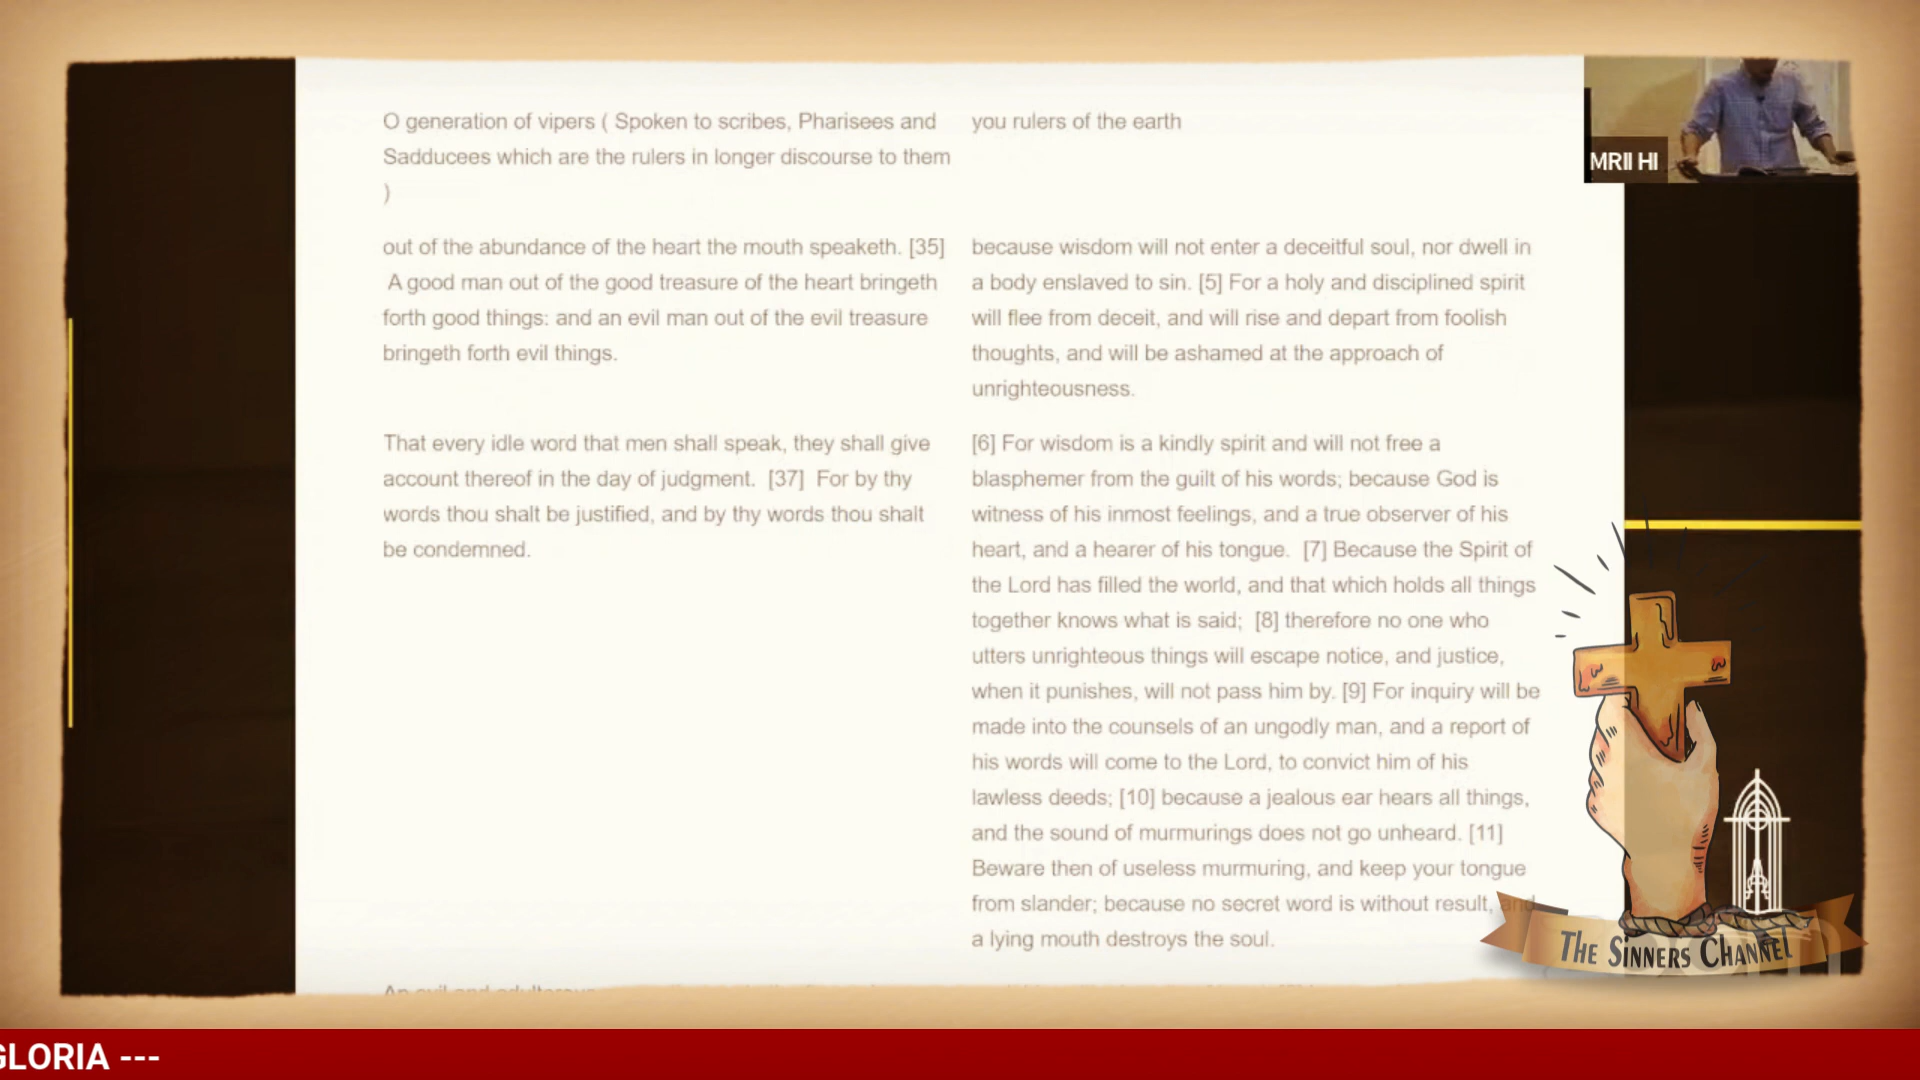 O generation of vipers ( Spoken to scribes, Pharisees and
Sadducees which are the rulers in longer discourse to them
)
you rulers of the earth
out of the abundance of the heart the mouth speaketh. [35]
A good man out of the good treasure of the heart bringeth
forth good things: and an evil man out of the evil treasure
bringeth forth evil things.
because wisdom will not enter a deceitful soul, nor dwell in
a body enslaved to sin. [5] For a holy and disciplined spirit
will flee from deceit, and will rise and depart from foolish
thoughts, and will be ashamed at the approach of
unrighteousness.
That every idle word that men shall speak, they shall give
account thereof in the day of judgment. [37] For by thy
words thou shalt be justified, and by thy words thou shalt
be condemned.
[6] For wisdom is a kindly spirit and will not free a
blasphemer from the guilt of his words; because God is
witness of his inmost feelings, and a true observer of his
heart, and a hearer of his tongue. [7] Because the Spirit of
the Lord has filled the world, and that which holds all things
together knows what is said; [8] therefore no one who
utters unrighteous things will escape notice, and justice,
when it punishes, will not pass him by. [9] For inquiry will be
made into the counsels of an ungodly man, and a report of
his words will come to the Lord, to convict him of his
lawless deeds; [10] because a jealous ear hears all things,
and the sound of murmurings does not go unheard. [11]
Beware then of useless murmuring, and keep your tongue
from slander; because no secret word is without result, and
a lying mouth destroys the soul.
An evil and adulterous
MRII HI
THE SINNERS CHANNEL
GLORIA ---